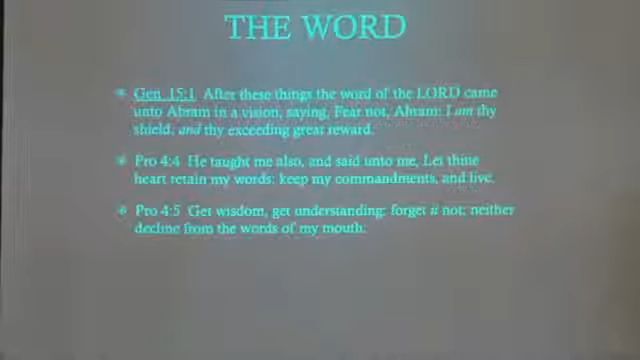 THE WORD
Gen 15:1 After these things the word of the LORD came
unto Abram in a vision, saying, Fear not, Abram: I am thy
shield, and thy exceeding great reward.
Pro 4:4 He taught me also, and said unto me, Let thine
heart retain my words: keep my commandments, and live.
Pro 4:5 Get wisdom, get understanding: forget it not; neither
decline from the words of my mouth.